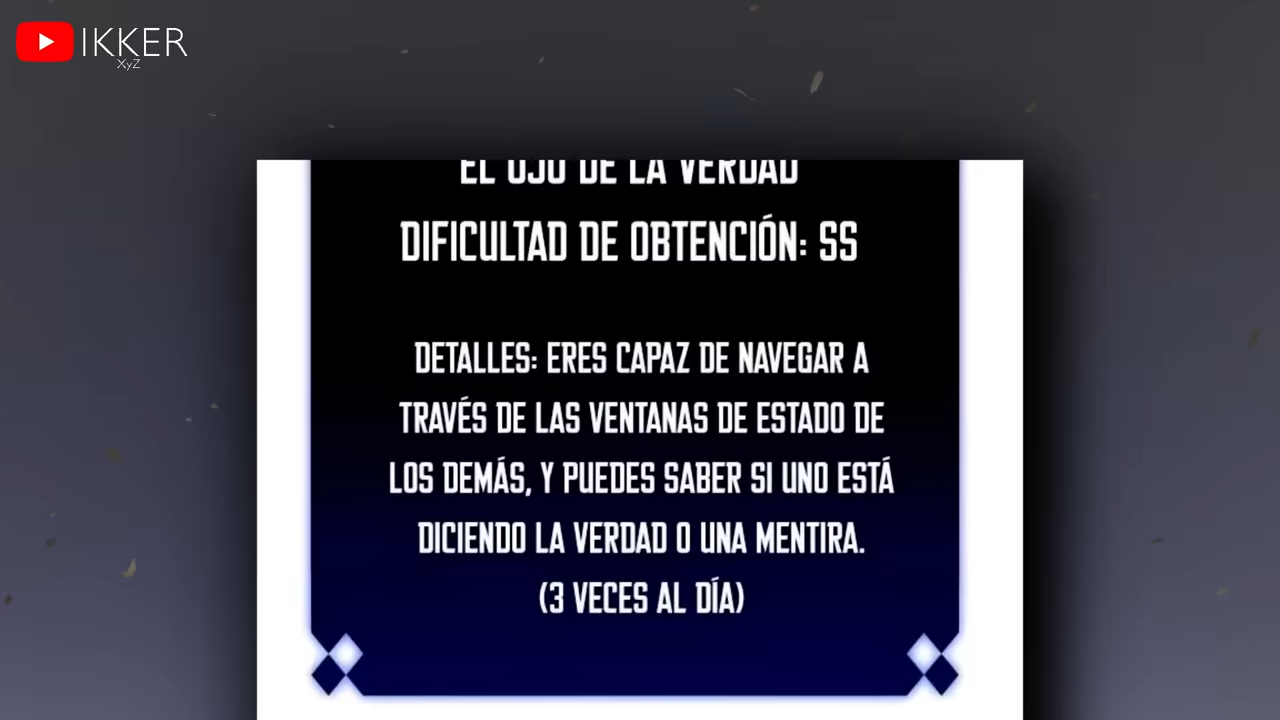 IKKER
XyZ
EL OJO DE LA VERDAD
DIFICULTAD DE OBTENCIÓN: SS
DETALLES: ERES CAPAZ DE NAVEGAR A
TRAVÉS DE LAS VENTANAS DE ESTADO DE
LOS DEMÁS, Y PUEDES SABER SI UNO ESTÁ
DICIENDO LA VERDAD O UNA MENTIRA.
(3 VECES AL DÍA)